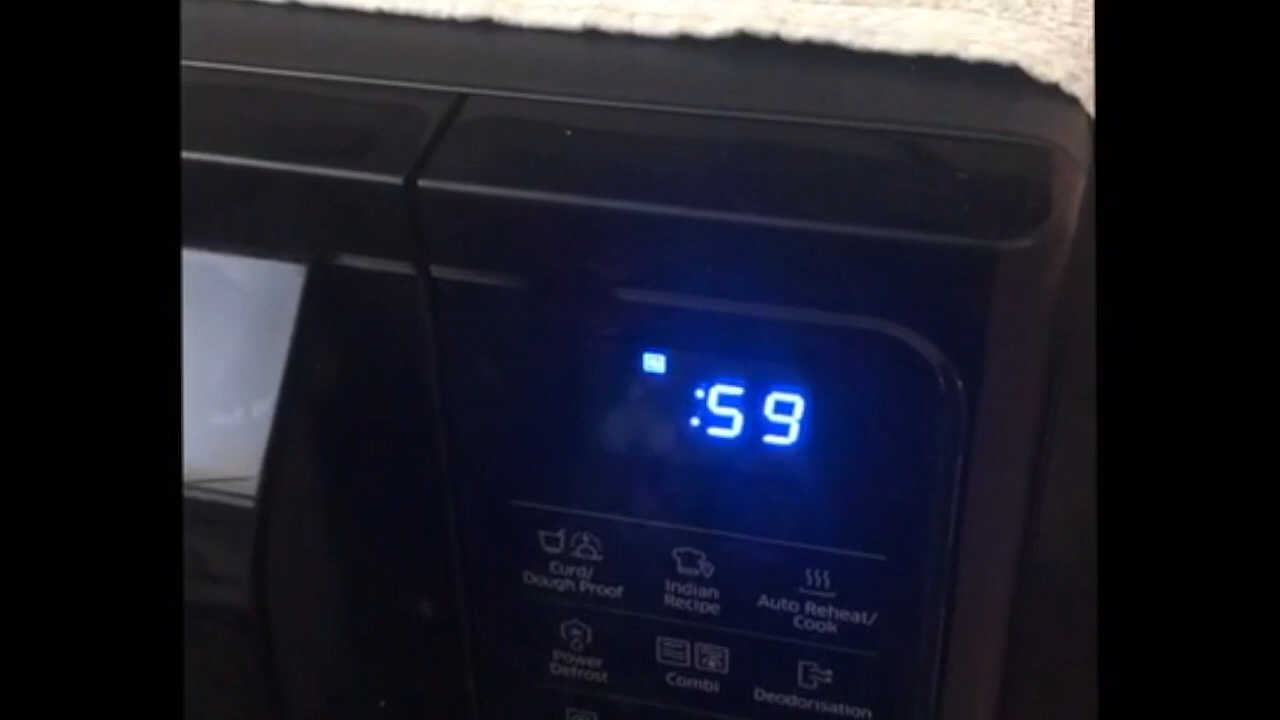 :59
Curd/
Dough Proof
Indian
Recipe
Auto Reheat/
Cook
Power
Defrost
Combi
Deodorisation